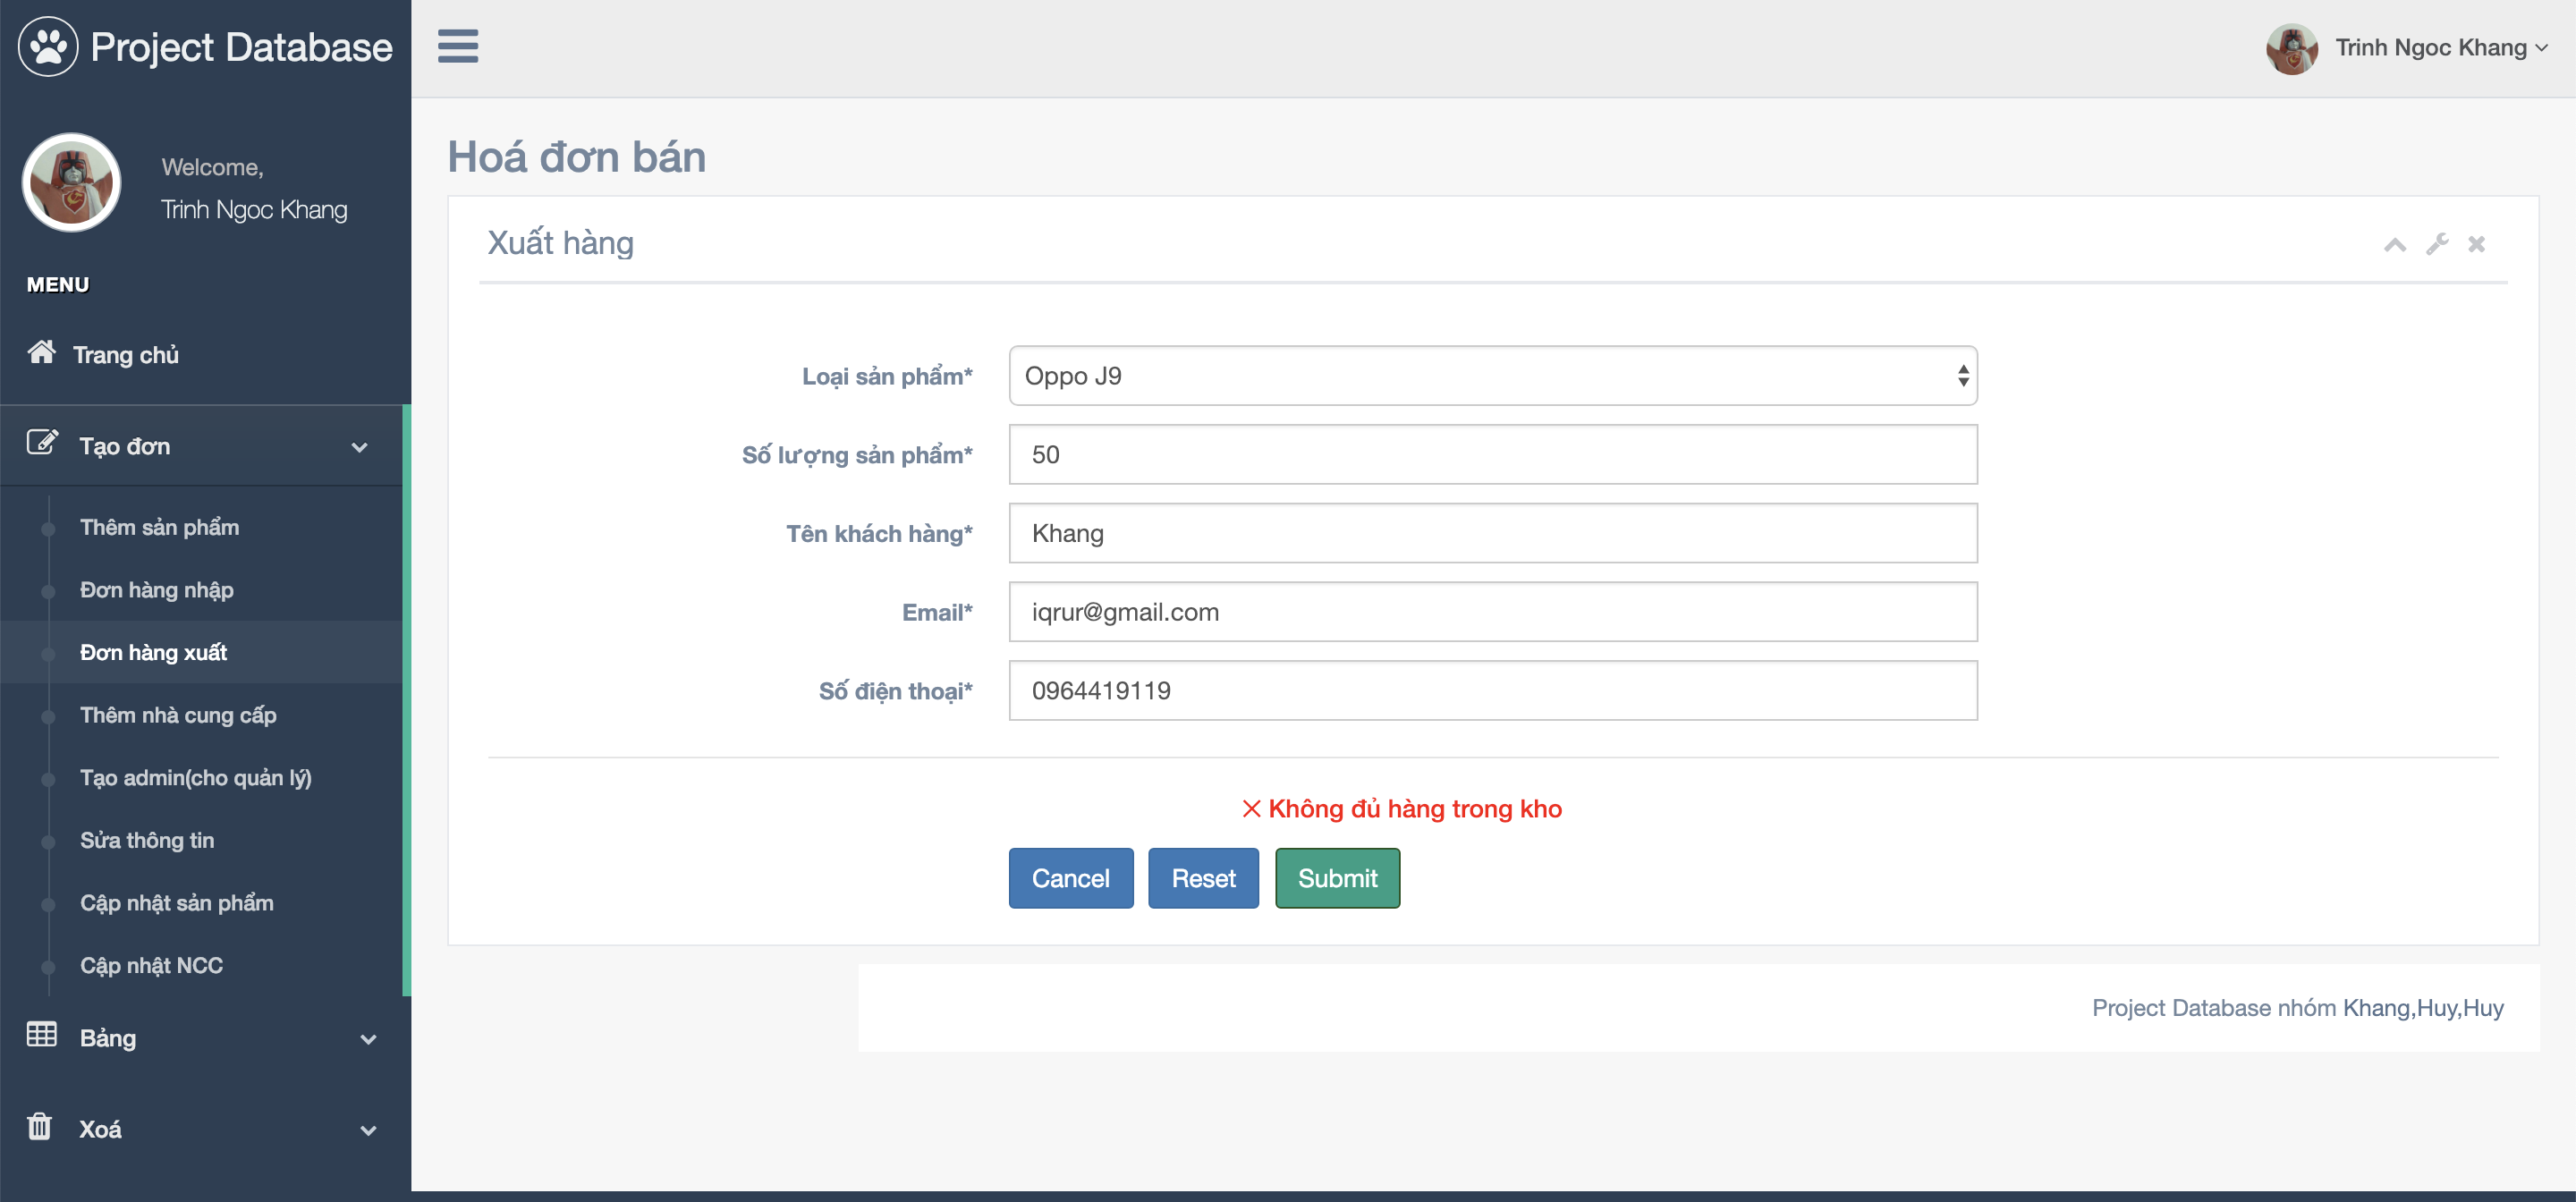 Project Database
Trinh Ngoc Khang
Welcome,
Trinh Ngoc Khang
MENU
Trang chủ
Tạo đơn
Thêm sản phẩm
Đơn hàng nhập
Đơn hàng xuất
Thêm nhà cung cấp
Tạo admin(cho quản lý)
Sửa thông tin
Cập nhật sản phẩm
Cập nhật NCC
Bảng
Xoá
Hoá đơn bán
Xuất hàng
Loại sản phẩm* Oppo J9
Số lượng sản phẩm* 50
Tên khách hàng* Khang
Email* iqrur@gmail.com
Số điện thoại* 0964419119
Không đủ hàng trong kho
Cancel Reset Submit
Project Database nhóm Khang,Huy,Huy